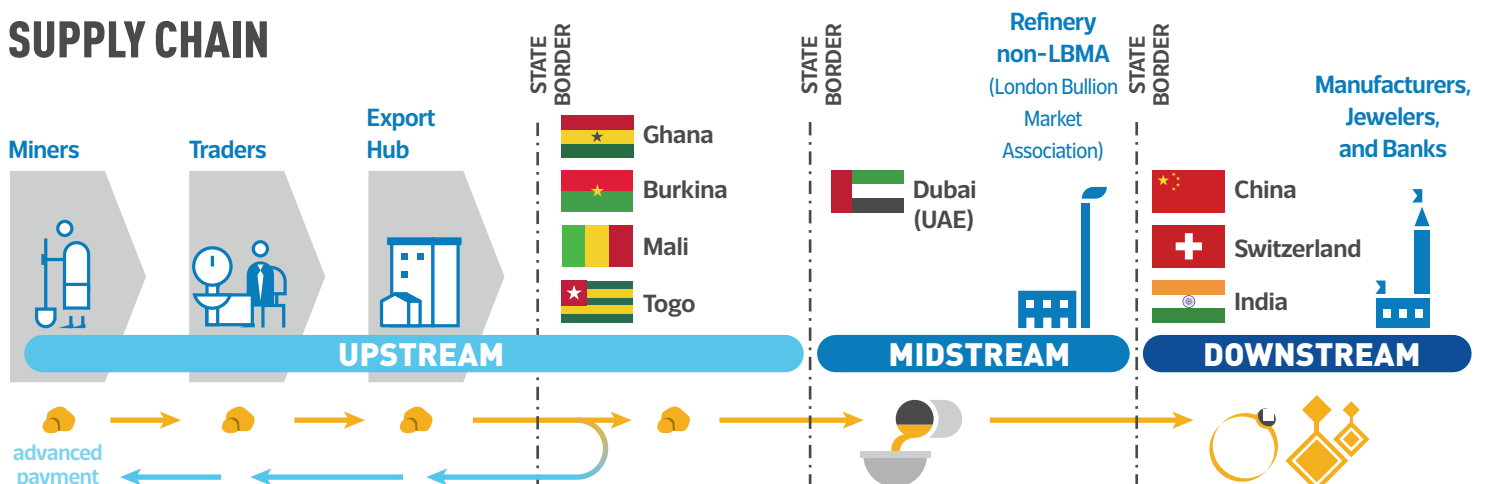 SUPPLY CHAIN
Miners
Traders
Export
Hub
STATE
BORDER
Ghana
Burkina
Mali
Togo
STATE
BORDER
Dubai
(UAE)
Refinery
non-LBMA
(London Bullion
Market
Association)
STATE
BORDER
China
Switzerland
India
Manufacturers,
Jewelers,
and Banks
UPSTREAM
MIDSTREAM
DOWNSTREAM
advanced
payment